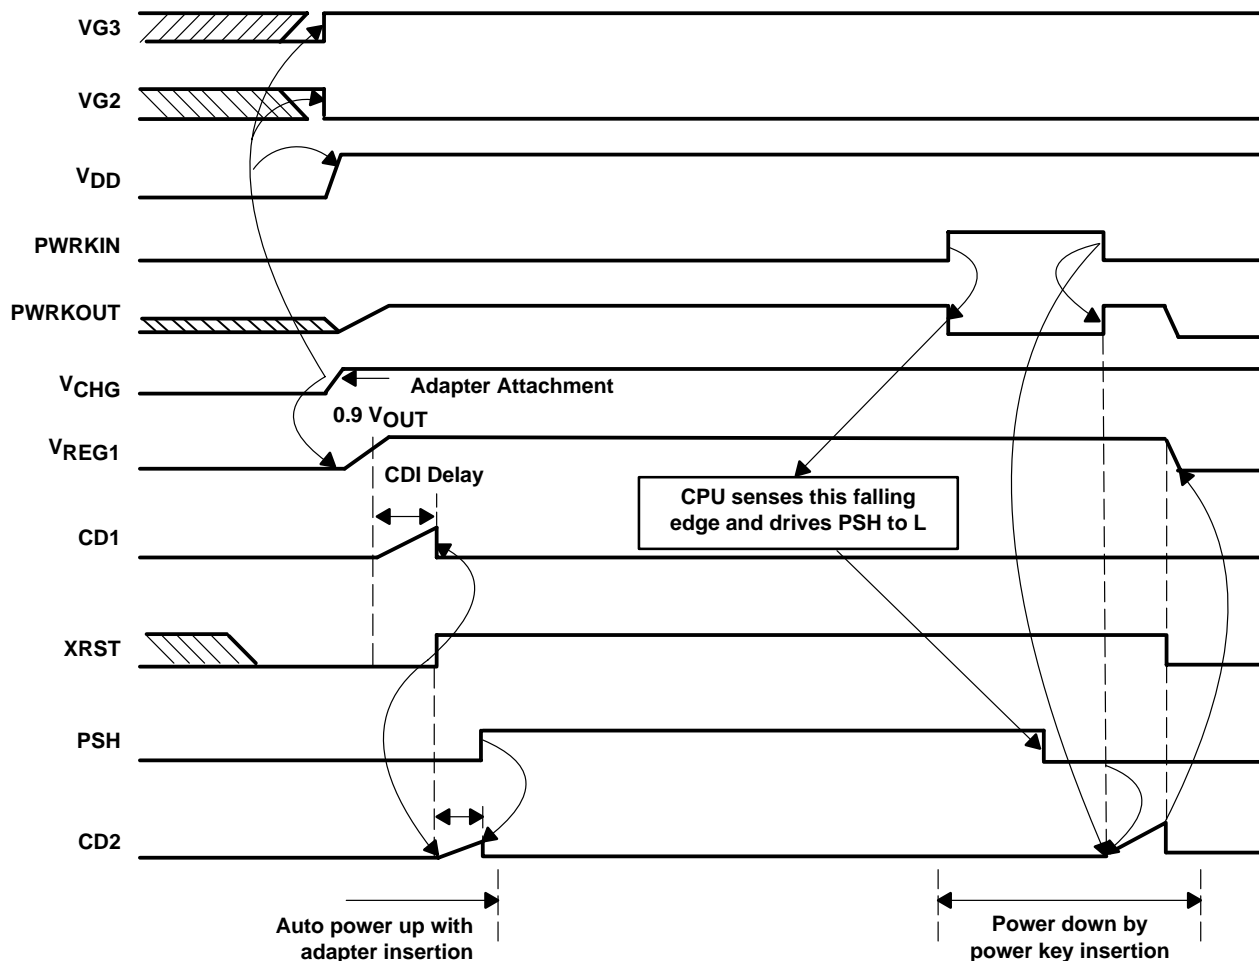 VG3
VG2
VDD
PWRKIN
PWRKOUT
VCHG
Adapter Attachment
0.9 VOUT
VREG1
CDI Delay
CPU senses this falling
edge and drives PSH to L
CD1
XRST
PSH
CD2
Auto power up with
adapter insertion
Power down by
power key insertion